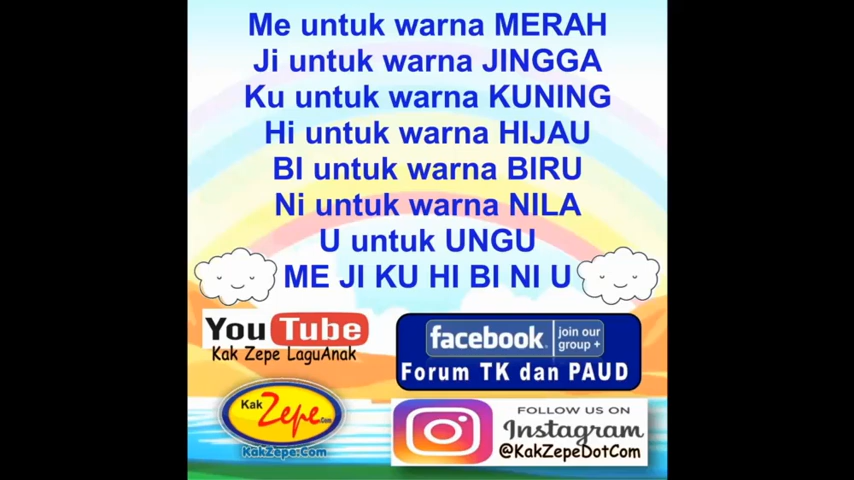 Me untuk warna MERAH
Ji untuk warna JINGGA
Ku untuk warna KUNING
Hi untuk warna HIJAU
BI untuk warna BIRU
Ni untuk warna NILA
U untuk UNGU
ME JI KU HI BI NI U
YouTube
Kak Zepe LaguAnak
facebook join our group +
Forum TK dan PAUD
Kak Zepe.Com
KakZepe.Com
FOLLOW US ON
Instagram
@KakZepeDotCom